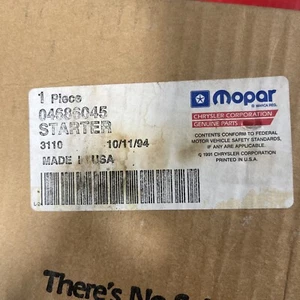 1 Piece
04686045
STARTER
3110 10/11/94
MADE IN USA
Mopar
CHRYSLER CORPORATION
GENUINE PARTS
CONTENTS CONFORM TO FEDERAL
MOTOR VEHICLE SAFETY STANDARDS,
IF THEY ARE APPLICABLE.
© 1991 CHRYSLER CORPORATION
PRINTED IN U.S.A.
There's No